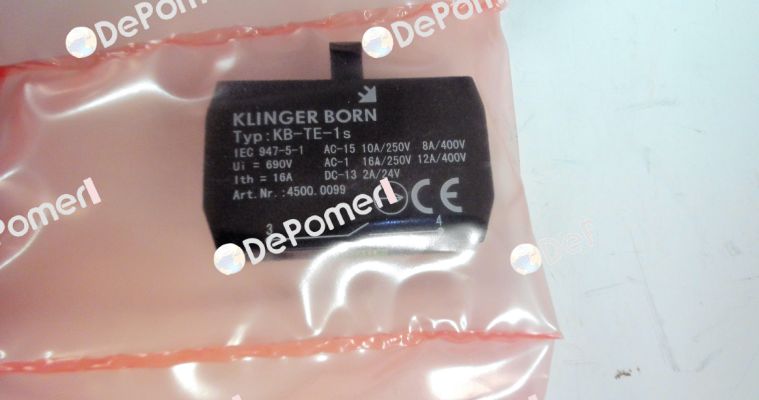 DePomerl
DePomerl
KLINGER BORN
Typ:KB-TE-1s
IEC 947-5-1 AC-15 10A/250V 8A/400V
Ui = 690V AC-1 16A/250V 12A/400V
Ith = 16A DC-13 2A/24V
Art.Nr.:4500.0099
CE
DePomerl
3 4
DePomerl